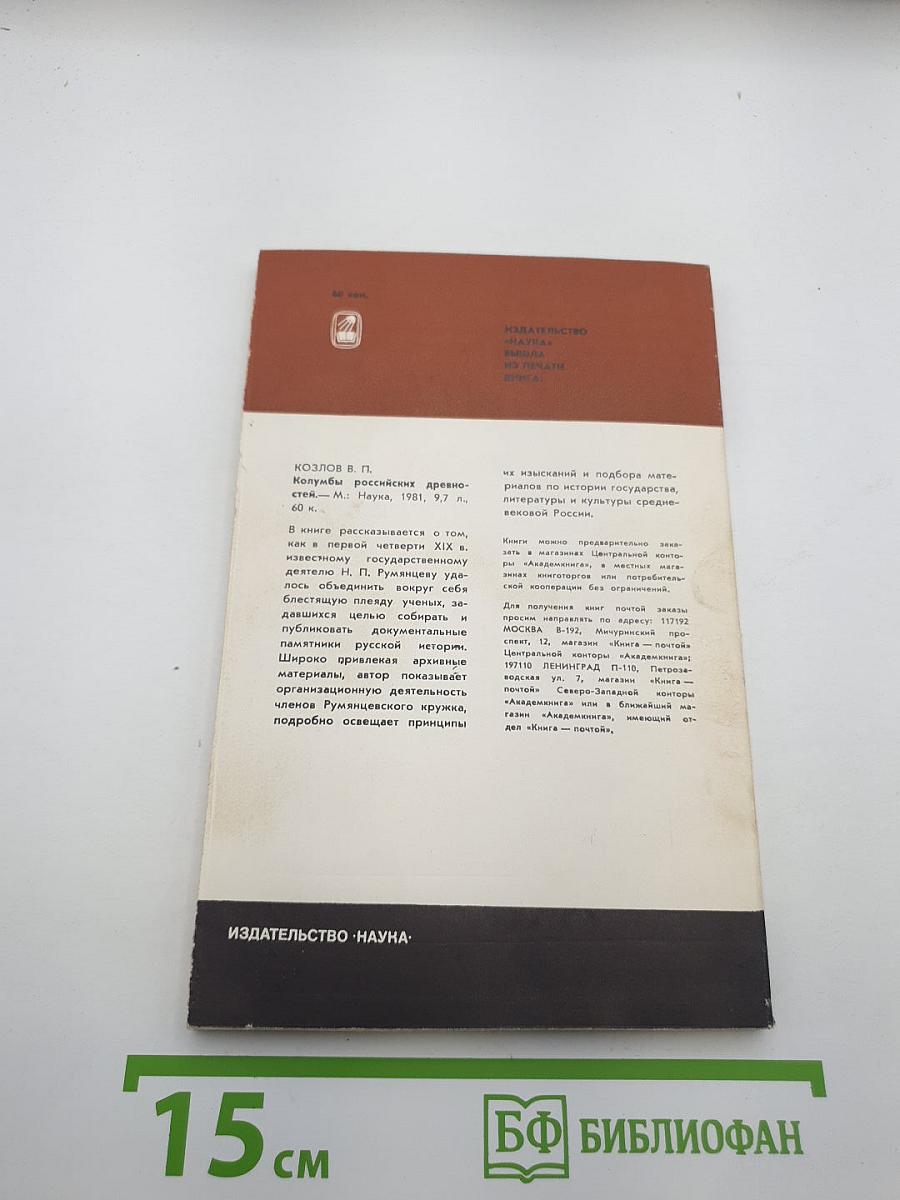 60 коп.
ИЗДАТЕЛЬСТВО
«НАУКА»
ВЫШЛА
ИЗ ПЕЧАТИ
КНИГА:
КОЗЛОВ В. П.
Колумбы российских древно-
стей.— М.: Наука, 1981, 9,7 л.,
60 к.
В книге рассказывается о том,
как в первой четверти XIX в.
известному государственному
деятелю Н. П. Румянцеву уда-
лось объединить вокруг себя
блестящую плеяду ученых, за-
давшихся целью собирать и
публиковать документальные
памятники русской истории.
Широко привлекая архивные
материалы, автор показывает
организационную деятельность
членов Румянцевского кружка,
подробно освещает принципы
их изысканий и подбора мате-
риалов по истории государства,
литературы и культуры средне-
вековой России.
Книги можно предварительно зака-
зать в магазинах Центральной конто-
ры «Академкнига», в местных мага-
зинах книготоргов или потребитель-
ской кооперации без ограничений.
Для получения книг почтой заказы
просим направлять по адресу: 117192
МОСКВА В-192, Мичуринский про-
спект, 12, магазин «Книга — почтой»
Центральной конторы «Академкнига»;
197110 ЛЕНИНГРАД П-110, Петроза-
водская ул. 7, магазин «Книга —
почтой» Северо-Западной конторы
«Академкнига» или в ближайший ма-
газин «Академкнига», имеющий от-
дел «Книга — почтой».
ИЗДАТЕЛЬСТВО ·НАУКА·
15 см
БФ БИБЛИОФАН